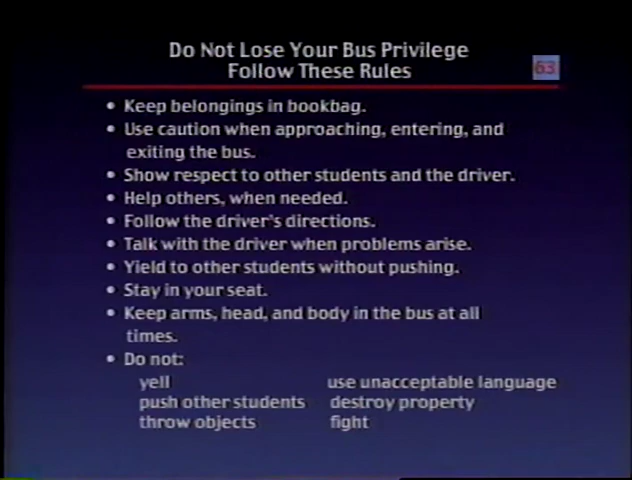 Do Not Lose Your Bus Privilege
Follow These Rules
63
• Keep belongings in bookbag.
• Use caution when approaching, entering, and
exiting the bus.
• Show respect to other students and the driver.
• Help others, when needed.
• Follow the driver's directions.
• Talk with the driver when problems arise.
• Yield to other students without pushing.
• Stay in your seat.
• Keep arms, head, and body in the bus at all
times.
• Do not:
yell use unacceptable language
push other students destroy property
throw objects fight